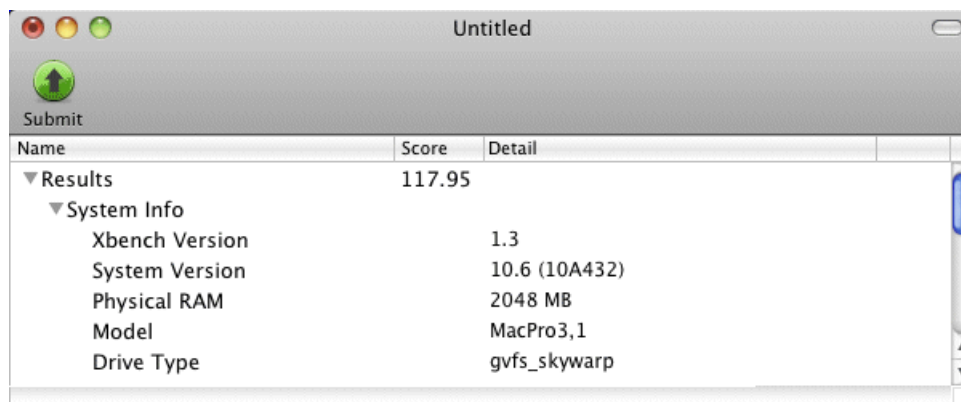 Untitled
Submit
Name Score Detail
Results 117.95
System Info
Xbench Version 1.3
System Version 10.6 (10A432)
Physical RAM 2048 MB
Model MacPro3,1
Drive Type gvfs_skywarp